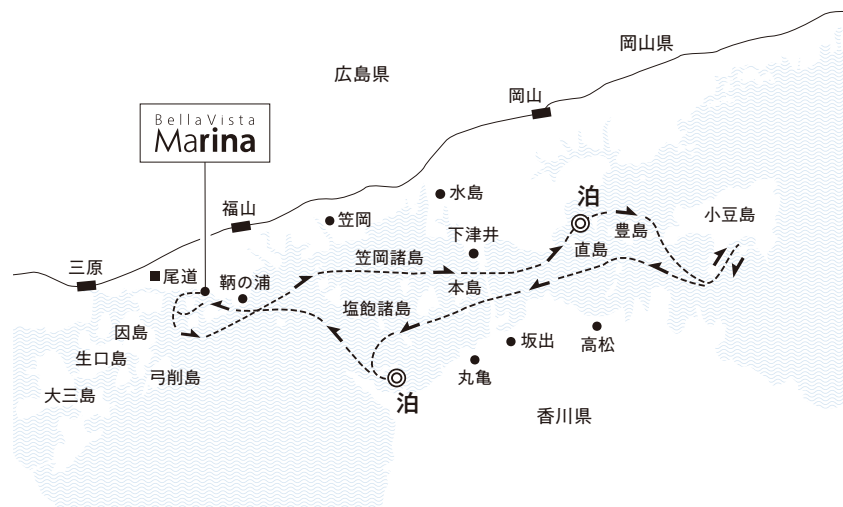 岡山県
広島県
岡山
BellaVista
Marina
水島
泊
福山
笠岡
小豆島
下津井
豊島
三原
尾道
笠岡諸島
直島
鞆の浦
本島
塩飽諸島
因島
坂出
高松
生口島
弓削島
丸亀
大三島
泊
香川県